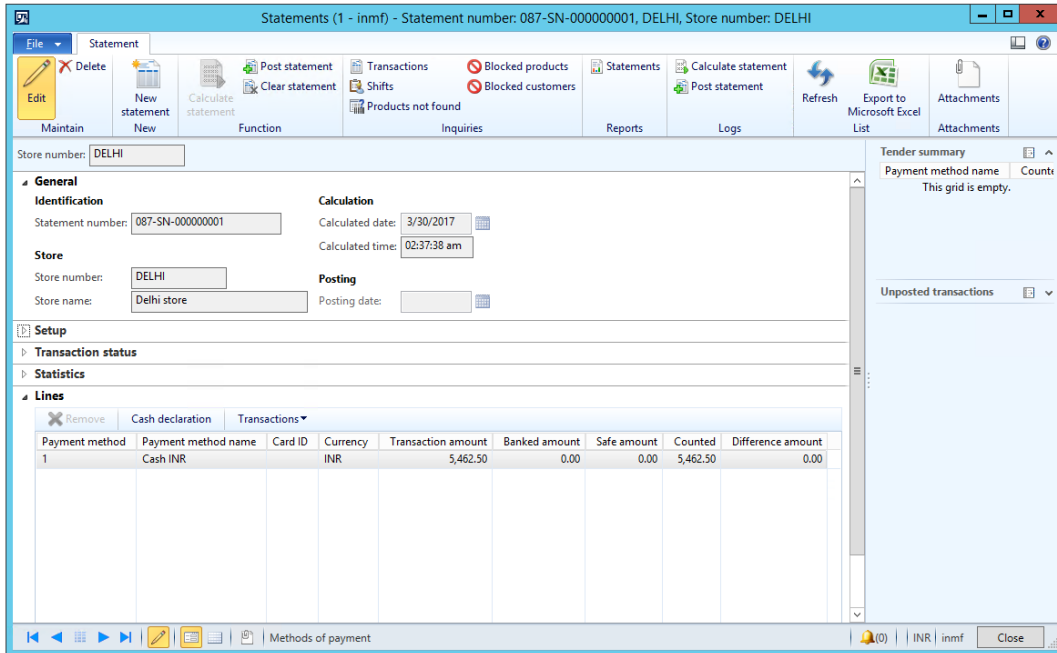 Statements (1 - inmf) - Statement number: 087-SN-000000001, DELHI, Store number: DELHI
File
Statement
Edit
Delete
Maintain
New statement
New
Calculate statement
Post statement
Clear statement
Function
Transactions
Shifts
Products not found
Blocked products
Blocked customers
Inquiries
Statements
Reports
Calculate statement
Post statement
Logs
Refresh
Export to Microsoft Excel
List
Attachments
Attachments
Store number: DELHI
General
Identification
Statement number: 087-SN-000000001
Store
Store number: DELHI
Store name: Delhi store
Calculation
Calculated date: 3/30/2017
Calculated time: 02:37:38 am
Posting
Posting date:
Setup
Transaction status
Statistics
Lines
Remove Cash declaration Transactions
Payment method Payment method name Card ID Currency Transaction amount Banked amount Safe amount Counted Difference amount
1 Cash INR INR 5,462.50 0.00 0.00 5,462.50 0.00
Tender summary
Payment method name
This grid is empty.
Unposted transactions
Methods of payment
(0) INR inmf Close